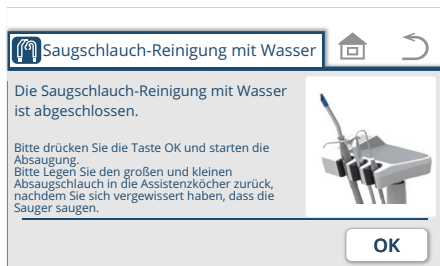 Saugschlauch-Reinigung mit Wasser
Die Saugschlauch-Reinigung mit Wasser
ist abgeschlossen.
Bitte drücken Sie die Taste OK und starten die
Absaugung.
Bitte Legen Sie den großen und kleinen
Absaugschlauch in die Assistenzköcher zurück,
nachdem Sie sich vergewissert haben, dass die
Sauger saugen.
OK